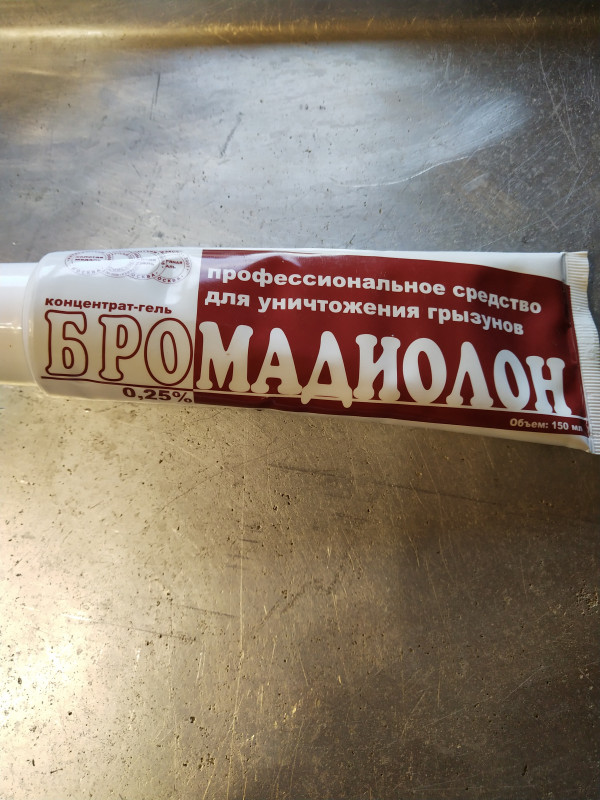 профессиональное средство
для уничтожения грызунов
концентрат-гель
БРОМАДИОЛОН
0,25%
Объем: 150 мл